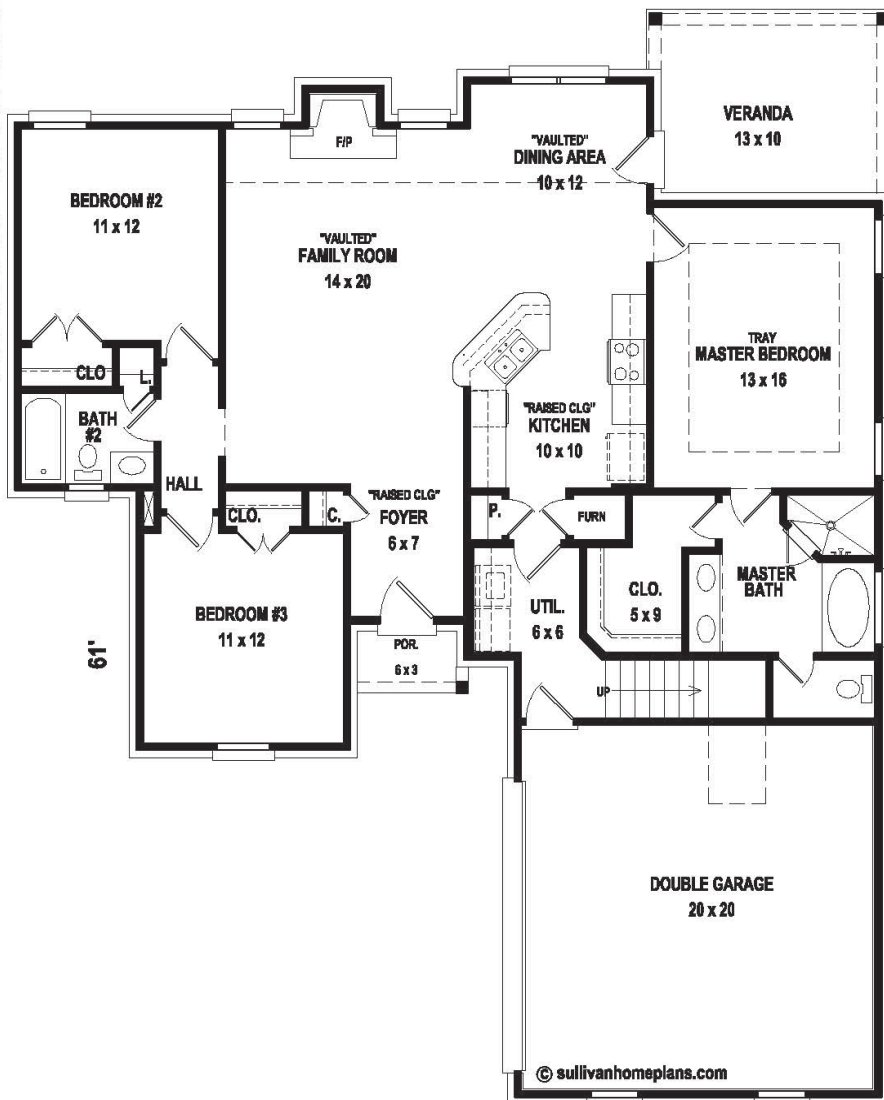 VERANDA
13 x 10
F/P
"VAULTED"
DINING AREA
10 x 12
BEDROOM #2
11 x 12
"VAULTED"
FAMILY ROOM
14 x 20
TRAY
MASTER BEDROOM
13 x 16
CLO
L.
BATH
#2
"RAISED CLG"
KITCHEN
10 x 10
HALL
CLO.
C.
"RAISED CLG"
FOYER
6 x 7
P.
FURN
MASTER
BATH
CLO.
5 x 9
UTIL.
6 x 6
BEDROOM #3
11 x 12
POR.
6 x 3
61'
UP
DOUBLE GARAGE
20 x 20
© sullivanhomeplans.com